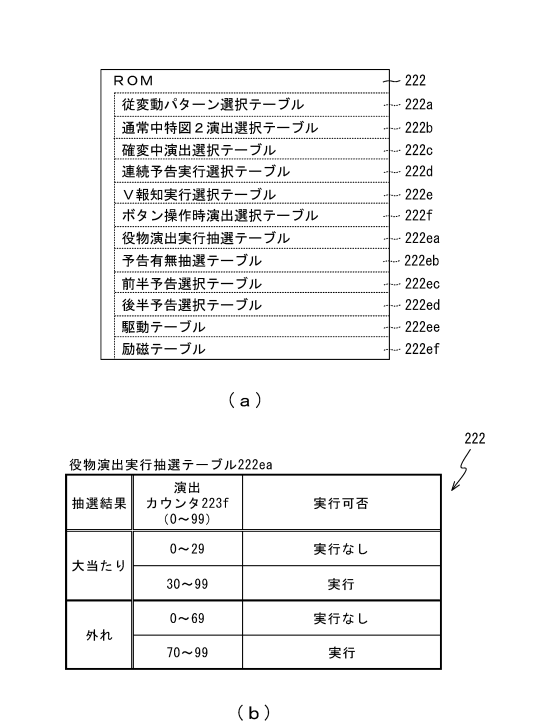 ROM 222
従変動パターン選択テーブル 222a
通常中特図2演出選択テーブル 222b
確変中演出選択テーブル 222c
連続予告実行選択テーブル 222d
V報知実行選択テーブル 222e
ボタン操作時演出選択テーブル 222f
役物演出実行抽選テーブル 222ea
予告有無抽選テーブル 222eb
前半予告選択テーブル 222ec
後半予告選択テーブル 222ed
駆動テーブル 222ee
励磁テーブル 222ef
(a)
222
役物演出実行抽選テーブル222ea
抽選結果
演出
カウンタ223f
(0〜99)
実行可否
大当たり
0〜29 実行なし
30〜99 実行
外れ
0〜69 実行なし
70〜99 実行
(b)